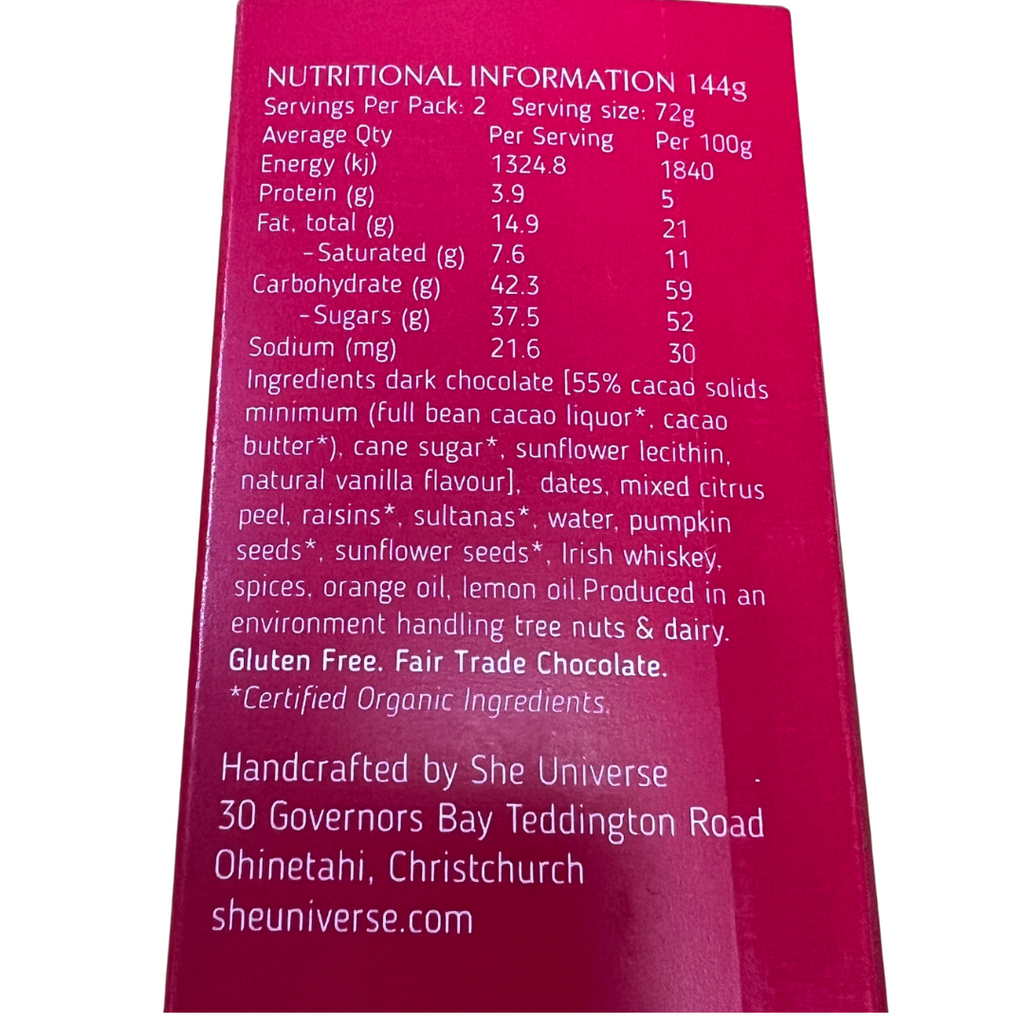 NUTRITIONAL INFORMATION 144g
Servings Per Pack: 2 Serving size: 72g
Average Qty Per Serving Per 100g
Energy (kj) 1324.8 1840
Protein (g) 3.9 5
Fat, total (g) 14.9 21
-Saturated (g) 7.6 11
Carbohydrate (g) 42.3 59
-Sugars (g) 37.5 52
Sodium (mg) 21.6 30
Ingredients dark chocolate [55% cacao solids
minimum (full bean cacao liquor*, cacao
butter*), cane sugar*, sunflower lecithin,
natural vanilla flavour], dates, mixed citrus
peel, raisins*, sultanas*, water, pumpkin
seeds*, sunflower seeds*, Irish whiskey,
spices, orange oil, lemon oil.Produced in an
environment handling tree nuts & dairy.
Gluten Free. Fair Trade Chocolate.
*Certified Organic Ingredients.
Handcrafted by She Universe
30 Governors Bay Teddington Road
Ohinetahi, Christchurch
sheuniverse.com